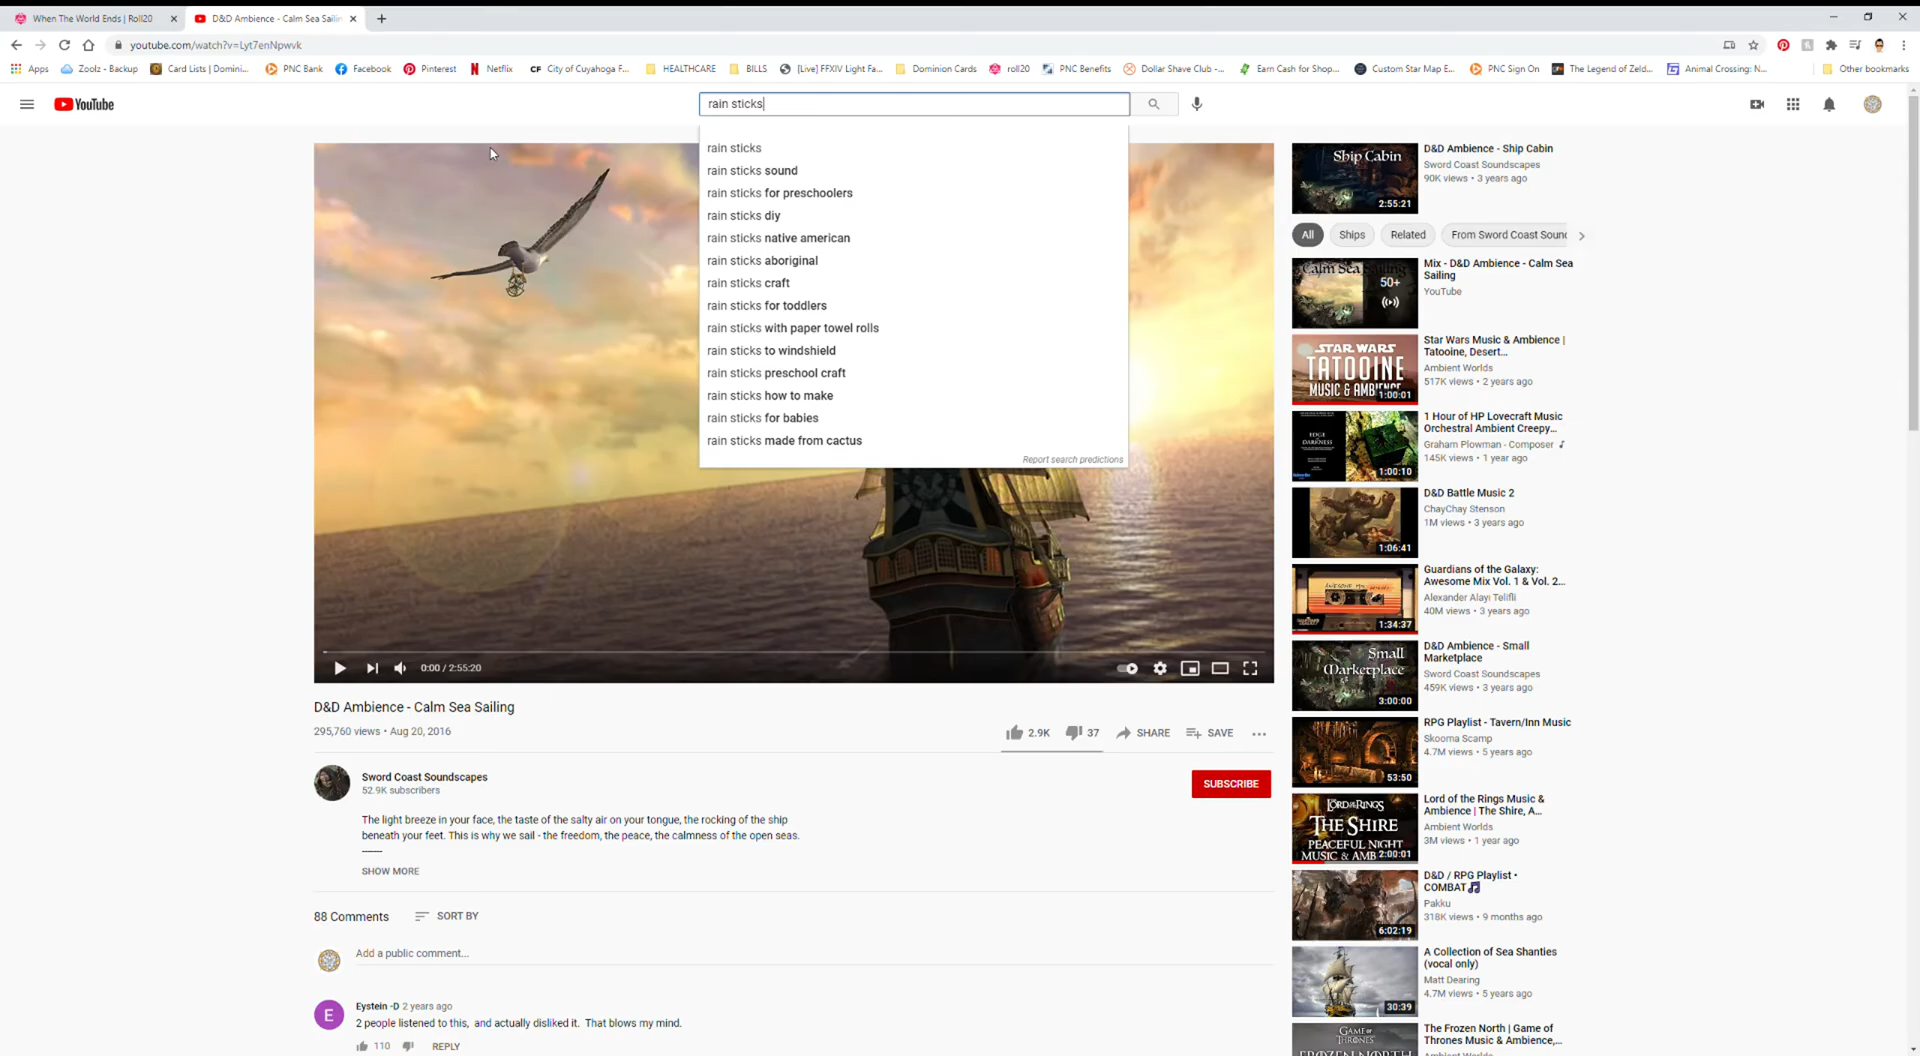 When The World Ends | Roll20
D&D Ambience - Calm Sea Sailin
youtube.com/watch?v=Lyt7enNpwvk
Apps
Zoolz - Backup
Card Lists | Domini...
PNC Bank
Facebook
Pinterest
Netflix
CF City of Cuyahoga F...
HEALTHCARE
BILLS
[Live] FFXIV Light Fa...
Dominion Cards
roll20
PNC Benefits
Dollar Shave Club -...
Earn Cash for Shop...
Custom Star Map E...
PNC Sign On
The Legend of Zeld...
Animal Crossing: N...
Other bookmarks
YouTube
rain sticks
rain sticks
rain sticks sound
rain sticks for preschoolers
rain sticks diy
rain sticks native american
rain sticks aboriginal
rain sticks craft
rain sticks for toddlers
rain sticks with paper towel rolls
rain sticks to windshield
rain sticks preschool craft
rain sticks how to make
rain sticks for babies
rain sticks made from cactus
Report search predictions
0:00 / 2:55:20
D&D Ambience - Calm Sea Sailing
295,760 views • Aug 20, 2016
2.9K
37
SHARE
SAVE
Sword Coast Soundscapes
52.9K subscribers
SUBSCRIBE
The light breeze in your face, the taste of the salty air on your tongue, the rocking of the ship
beneath your feet. This is why we sail - the freedom, the peace, the calmness of the open seas.
-------
SHOW MORE
88 Comments
SORT BY
Add a public comment...
E
Eystein -D 2 years ago
2 people listened to this, and actually disliked it. That blows my mind.
110
REPLY
Ship Cabin
2:55:21
D&D Ambience - Ship Cabin
Sword Coast Soundscapes
90K views • 3 years ago
All
Ships
Related
From Sword Coast Soun
Calm Sea Sailing
50+
Mix - D&D Ambience - Calm Sea
Sailing
YouTube
STAR WARS
TATOOINE
MUSIC & AMBI
1:00:01
Star Wars Music & Ambience |
Tatooine, Desert...
Ambient Worlds
517K views • 2 years ago
EDGE
OF
DARKNESS
1:00:10
1 Hour of HP Lovecraft Music
Orchestral Ambient Creepy...
Graham Plowman - Composer
145K views • 1 year ago
1:06:41
D&D Battle Music 2
ChayChay Stenson
1M views • 3 years ago
AWESOME MIX
1:34:37
Guardians of the Galaxy:
Awesome Mix Vol. 1 & Vol. 2...
Alexander Alayı Telifli
40M views • 3 years ago
Small
Marketplace
3:00:00
D&D Ambience - Small
Marketplace
Sword Coast Soundscapes
459K views • 3 years ago
53:50
RPG Playlist - Tavern/Inn Music
Skooma Scamp
4.7M views • 5 years ago
THE LORD OF THE RINGS
THE SHIRE
PEACEFUL NIGHT
MUSIC & AMB
2:00:01
Lord of the Rings Music &
Ambience | The Shire, A...
Ambient Worlds
3M views • 1 year ago
6:02:19
D&D / RPG Playlist •
COMBAT🎵
Pakku
318K views • 9 months ago
30:39
A Collection of Sea Shanties
(vocal only)
Matt Dearing
4.7M views • 5 years ago
GAME OF
THRONES
FROZEN NORTH
The Frozen North | Game of
Thrones Music & Ambience,...
Ambient Worlds